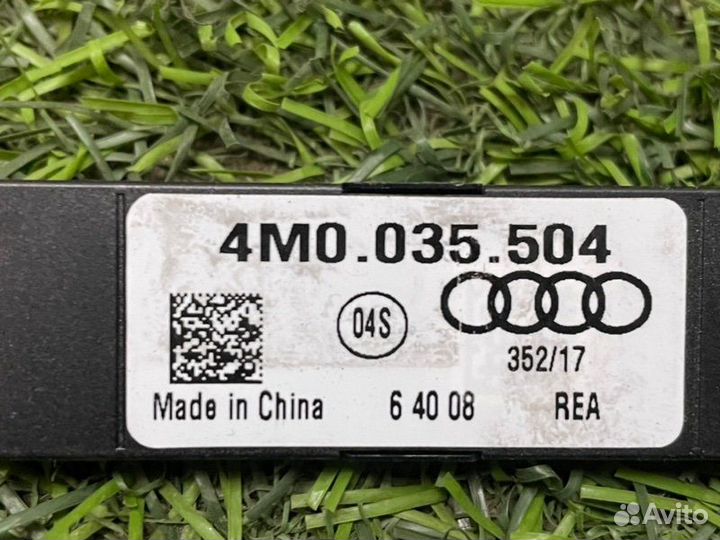 4M0.035.504
04S
352/17
Made in China 6 40 08 REA
Avito